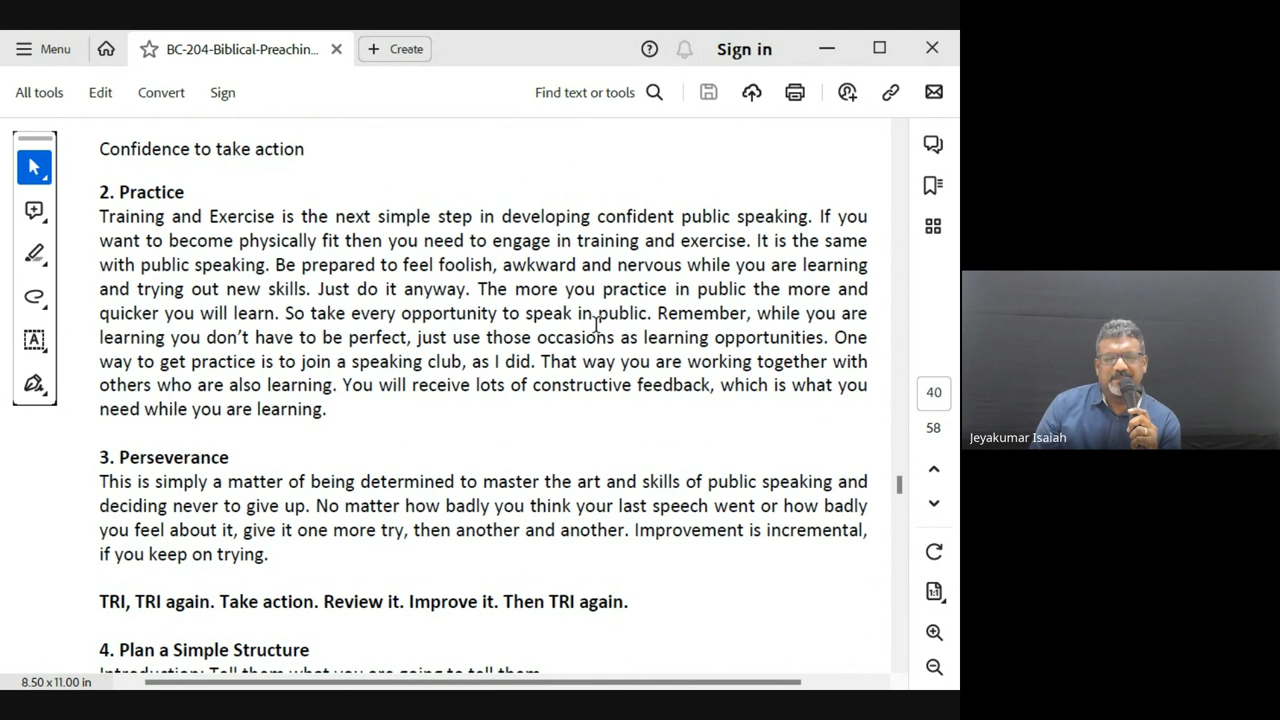 Menu
BC-204-Biblical-Preachin...
Create
Sign in
All tools
Edit
Convert
Sign
Find text or tools
Confidence to take action
2. Practice
Training and Exercise is the next simple step in developing confident public speaking. If you
want to become physically fit then you need to engage in training and exercise. It is the same
with public speaking. Be prepared to feel foolish, awkward and nervous while you are learning
and trying out new skills. Just do it anyway. The more you practice in public the more and
quicker you will learn. So take every opportunity to speak in public. Remember, while you are
learning you don’t have to be perfect, just use those occasions as learning opportunities. One
way to get practice is to join a speaking club, as I did. That way you are working together with
others who are also learning. You will receive lots of constructive feedback, which is what you
need while you are learning.
3. Perseverance
This is simply a matter of being determined to master the art and skills of public speaking and
deciding never to give up. No matter how badly you think your last speech went or how badly
you feel about it, give it one more try, then another and another. Improvement is incremental,
if you keep on trying.
TRI, TRI again. Take action. Review it. Improve it. Then TRI again.
4. Plan a Simple Structure
Introduction: Tell them what you are going to tell them
8.50 x 11.00 in
40
58
1:1
Jeyakumar Isaiah